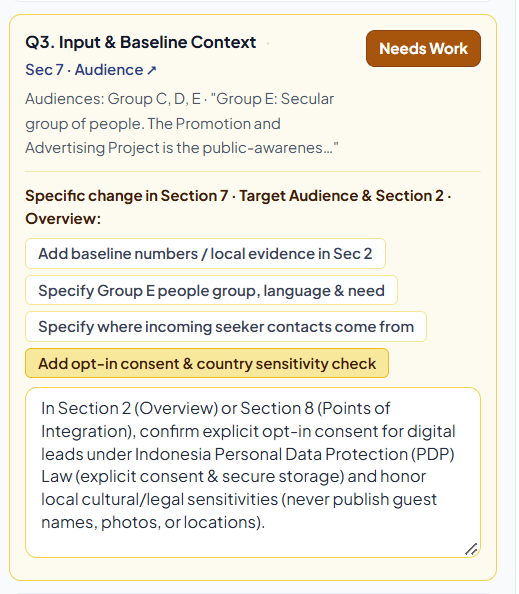 Q3. Input & Baseline Context
Needs Work
Sec 7 · Audience ↗
Audiences: Group C, D, E · "Group E: Secular
group of people. The Promotion and
Advertising Project is the public-awarenes…"
Specific change in Section 7 · Target Audience & Section 2 ·
Overview:
Add baseline numbers / local evidence in Sec 2
Specify Group E people group, language & need
Specify where incoming seeker contacts come from
Add opt-in consent & country sensitivity check
In Section 2 (Overview) or Section 8 (Points of
Integration), confirm explicit opt-in consent for digital
leads under Indonesia Personal Data Protection (PDP)
Law (explicit consent & secure storage) and honor
local cultural/legal sensitivities (never publish guest
names, photos, or locations).